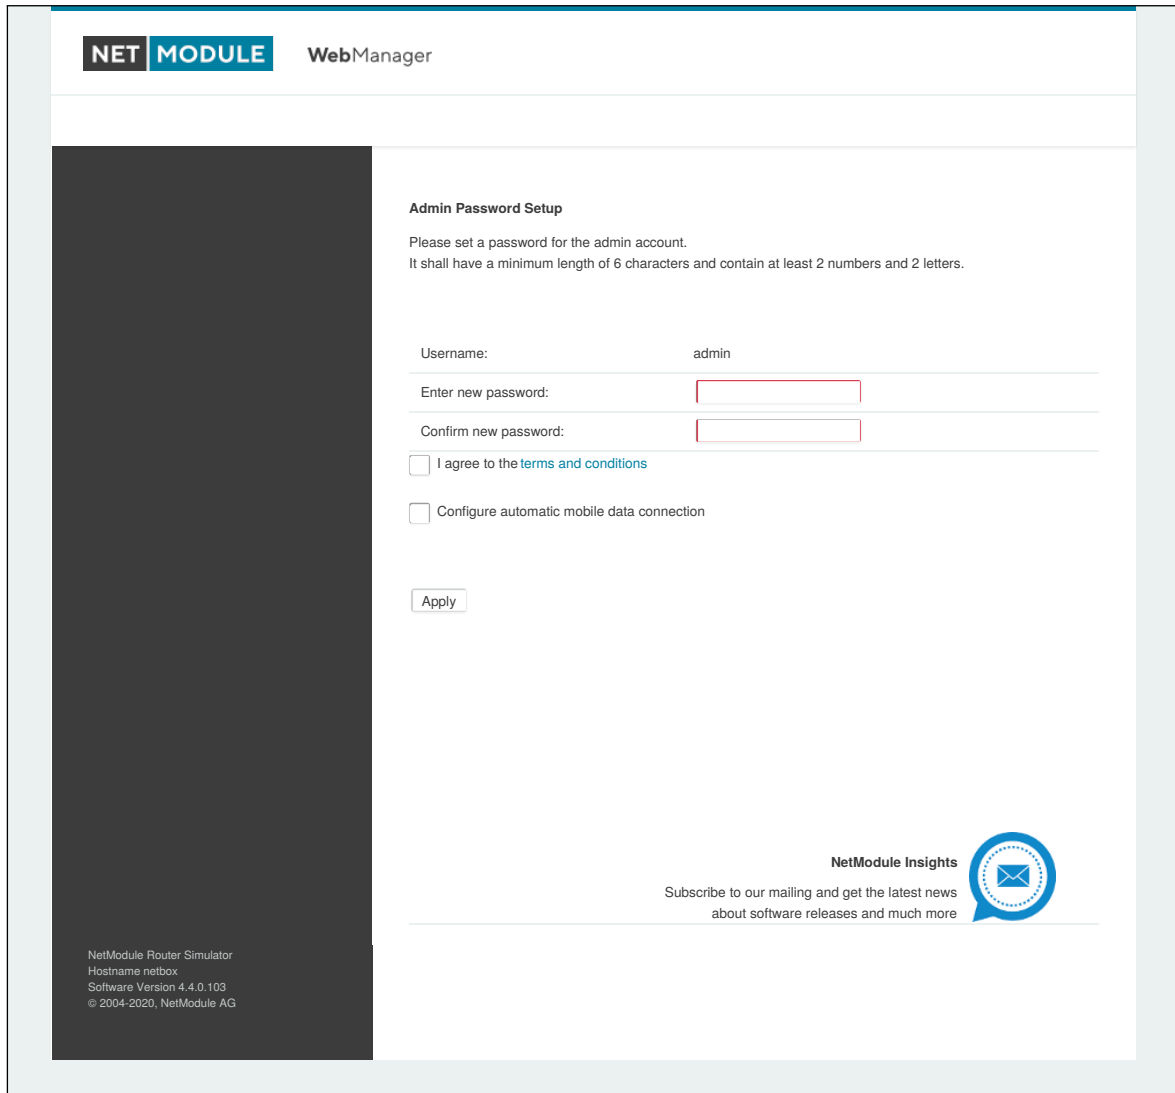 NET MODULE WebManager
Admin Password Setup
Please set a password for the admin account.
It shall have a minimum length of 6 characters and contain at least 2 numbers and 2 letters.
Username: admin
Enter new password:
Confirm new password:
I agree to the terms and conditions
Configure automatic mobile data connection
Apply
NetModule Insights
Subscribe to our mailing and get the latest news
about software releases and much more
NetModule Router Simulator
Hostname netbox
Software Version 4.4.0.103
© 2004-2020, NetModule AG